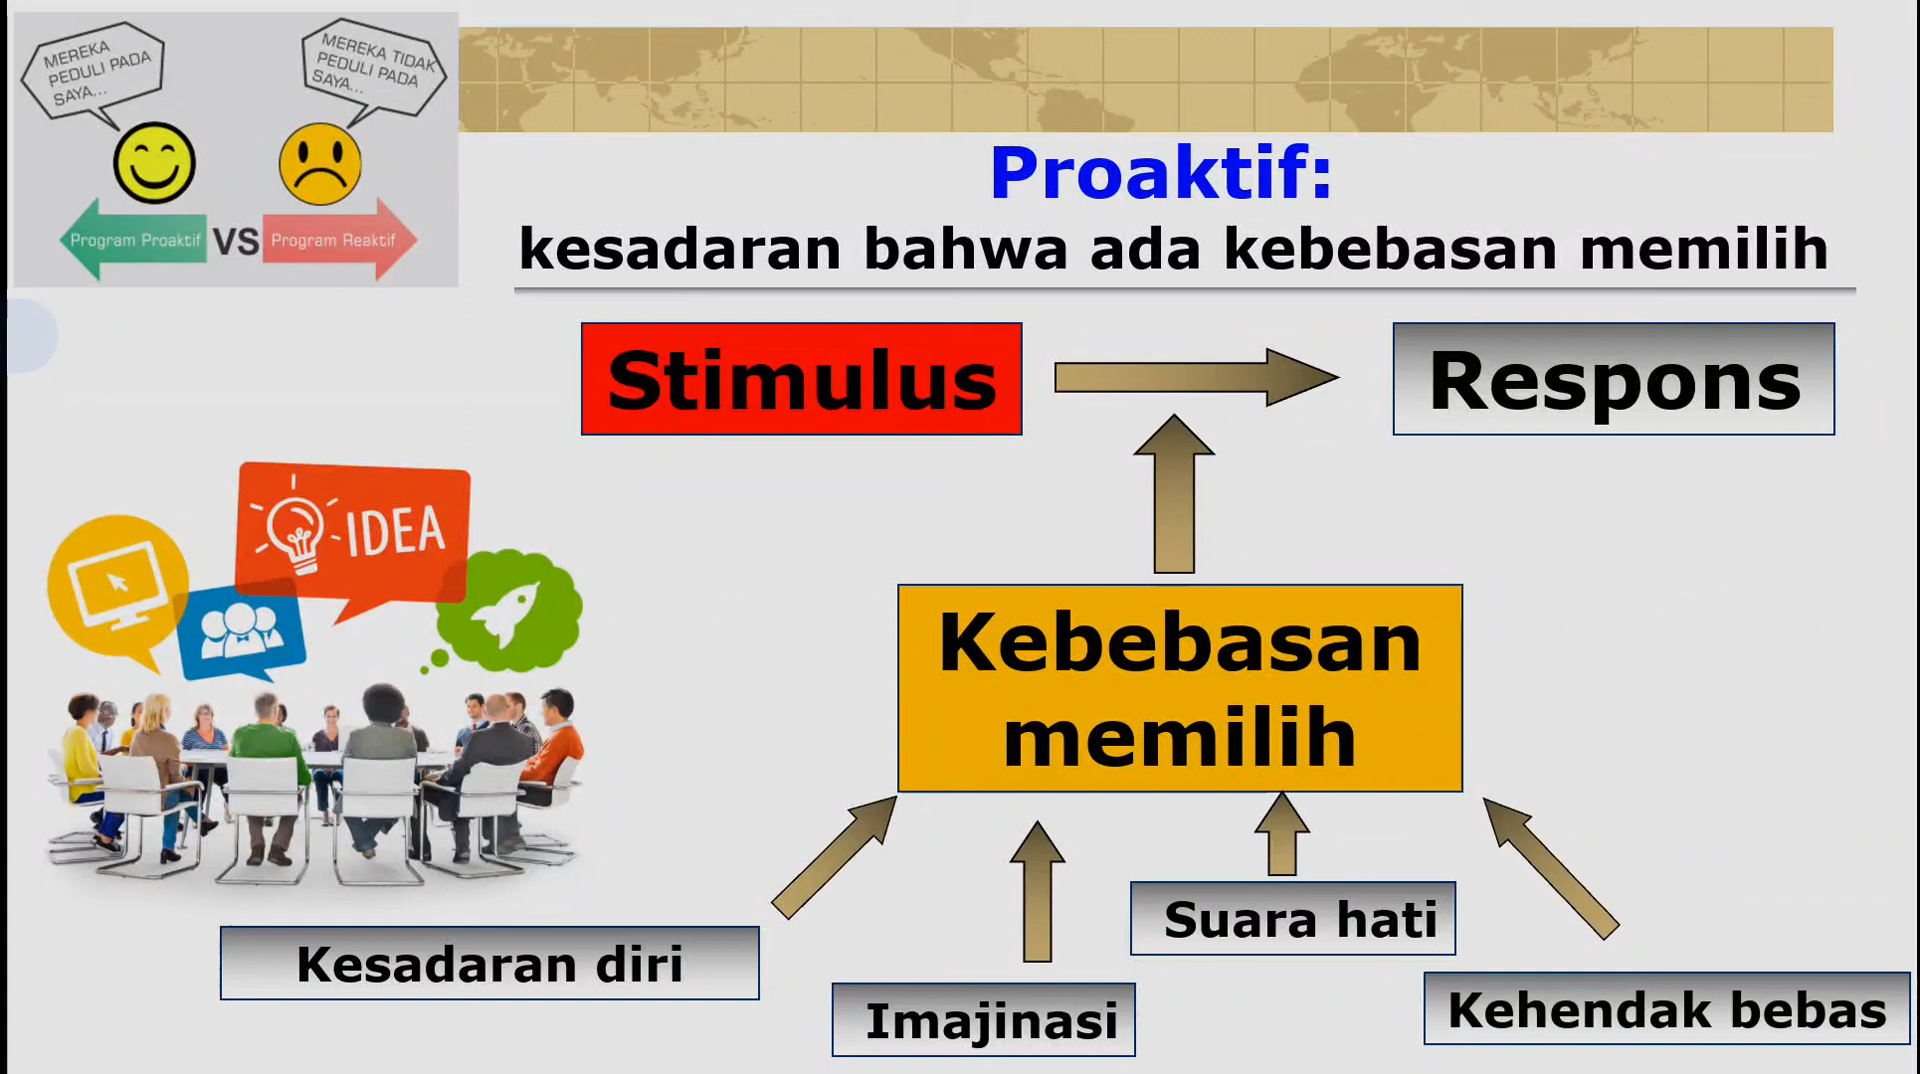 MEREKA
PEDULI PADA
SAYA...
MEREKA TIDAK
PEDULI PADA
SAYA...
Program Proaktif
VS
Program Reaktif
Proaktif:
kesadaran bahwa ada kebebasan memilih
Stimulus
Respons
IDEA
Kebebasan
memilih
Suara hati
Kesadaran diri
Imajinasi
Kehendak bebas